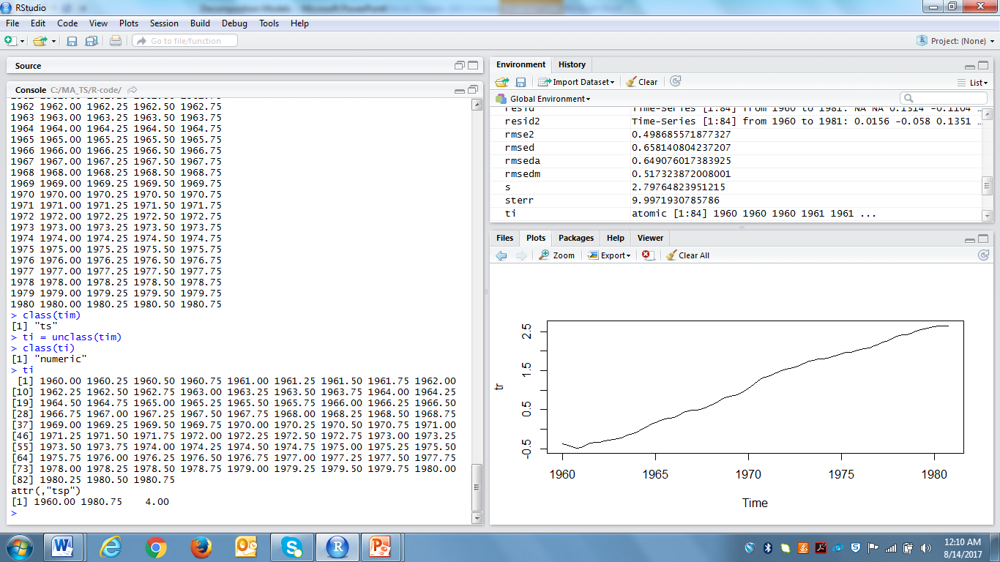 RStudio
File Edit Code View Plots Session Build Debug Tools Help
Go to file/function
Project: (None)
Source
Console C:/MA_TS/R-code/
1962 1962.00 1962.25 1962.50 1962.75
1963 1963.00 1963.25 1963.50 1963.75
1964 1964.00 1964.25 1964.50 1964.75
1965 1965.00 1965.25 1965.50 1965.75
1966 1966.00 1966.25 1966.50 1966.75
1967 1967.00 1967.25 1967.50 1967.75
1968 1968.00 1968.25 1968.50 1968.75
1969 1969.00 1969.25 1969.50 1969.75
1970 1970.00 1970.25 1970.50 1970.75
1971 1971.00 1971.25 1971.50 1971.75
1972 1972.00 1972.25 1972.50 1972.75
1973 1973.00 1973.25 1973.50 1973.75
1974 1974.00 1974.25 1974.50 1974.75
1975 1975.00 1975.25 1975.50 1975.75
1976 1976.00 1976.25 1976.50 1976.75
1977 1977.00 1977.25 1977.50 1977.75
1978 1978.00 1978.25 1978.50 1978.75
1979 1979.00 1979.25 1979.50 1979.75
1980 1980.00 1980.25 1980.50 1980.75
> class(tim)
[1] "ts"
> ti = unclass(tim)
> class(ti)
[1] "numeric"
> ti
[1] 1960.00 1960.25 1960.50 1960.75 1961.00 1961.25 1961.50 1961.75 1962.00
[10] 1962.25 1962.50 1962.75 1963.00 1963.25 1963.50 1963.75 1964.00 1964.25
[19] 1964.50 1964.75 1965.00 1965.25 1965.50 1965.75 1966.00 1966.25 1966.50
[28] 1966.75 1967.00 1967.25 1967.50 1967.75 1968.00 1968.25 1968.50 1968.75
[37] 1969.00 1969.25 1969.50 1969.75 1970.00 1970.25 1970.50 1970.75 1971.00
[46] 1971.25 1971.50 1971.75 1972.00 1972.25 1972.50 1972.75 1973.00 1973.25
[55] 1973.50 1973.75 1974.00 1974.25 1974.50 1974.75 1975.00 1975.25 1975.50
[64] 1975.75 1976.00 1976.25 1976.50 1976.75 1977.00 1977.25 1977.50 1977.75
[73] 1978.00 1978.25 1978.50 1978.75 1979.00 1979.25 1979.50 1979.75 1980.00
[82] 1980.25 1980.50 1980.75
attr(,"tsp")
[1] 1960.00 1980.75 4.00
>
Environment History
Import Dataset Clear
List
Global Environment
resid Time-Series [1:84] from 1960 to 1981: NA NA 0.1314 -0.1104 ...
resid2 Time-Series [1:84] from 1960 to 1981: 0.0156 -0.058 0.1351 ...
rmse2 0.498685571877327
rmsed 0.658140804237207
rmseda 0.649076017383925
rmsedm 0.517323872008001
s 2.79764823951215
sterr 9.9971930785786
ti atomic [1:84] 1960 1960 1960 1961 1961 ...
Files Plots Packages Help Viewer
Zoom Export Clear All
2.5
1.5
0.5
-0.5
tr
1960 1965 1970 1975 1980
Time
12:10 AM
8/14/2017